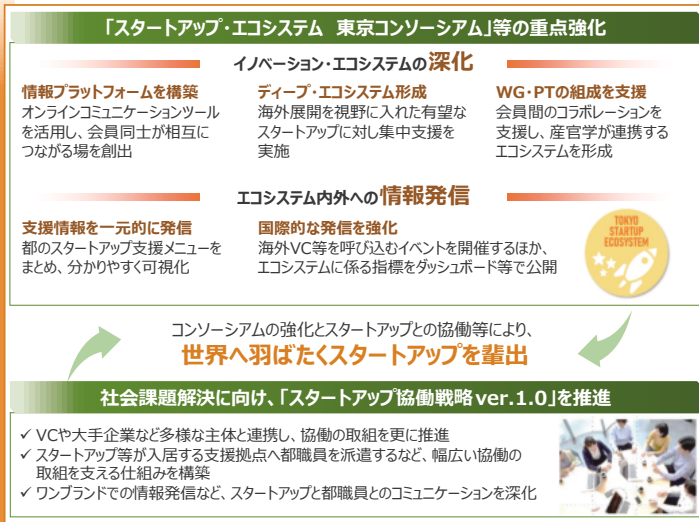 「スタートアップ・エコシステム 東京コンソーシアム」等の重点強化
イノベーション・エコシステムの深化
情報プラットフォームを構築
オンラインコミュニケーションツール
を活用し、会員同士が相互に
つながる場を創出
ディープ・エコシステム形成
海外展開を視野に入れた有望な
スタートアップに対し集中支援を
実施
WG・PTの組成を支援
会員間のコラボレーションを
支援し、産官学が連携する
エコシステムを形成
エコシステム内外への情報発信
支援情報を一元的に発信
都のスタートアップ支援メニューを
まとめ、分かりやすく可視化
国際的な発信を強化
海外VC等を呼び込むイベントを開催するほか、
エコシステムに係る指標をダッシュボード等で公開
TOKYO
STARTUP
ECOSYSTEM
コンソーシアムの強化とスタートアップとの協働等により、
世界へ羽ばたくスタートアップを輩出
社会課題解決に向け、「スタートアップ協働戦略 ver.1.0」を推進
✓ VCや大手企業など多様な主体と連携し、協働の取組を更に推進
✓ スタートアップ等が入居する支援拠点へ都職員を派遣するなど、幅広い協働の
取組を支える仕組みを構築
✓ ワンブランドでの情報発信など、スタートアップと都職員とのコミュニケーションを深化